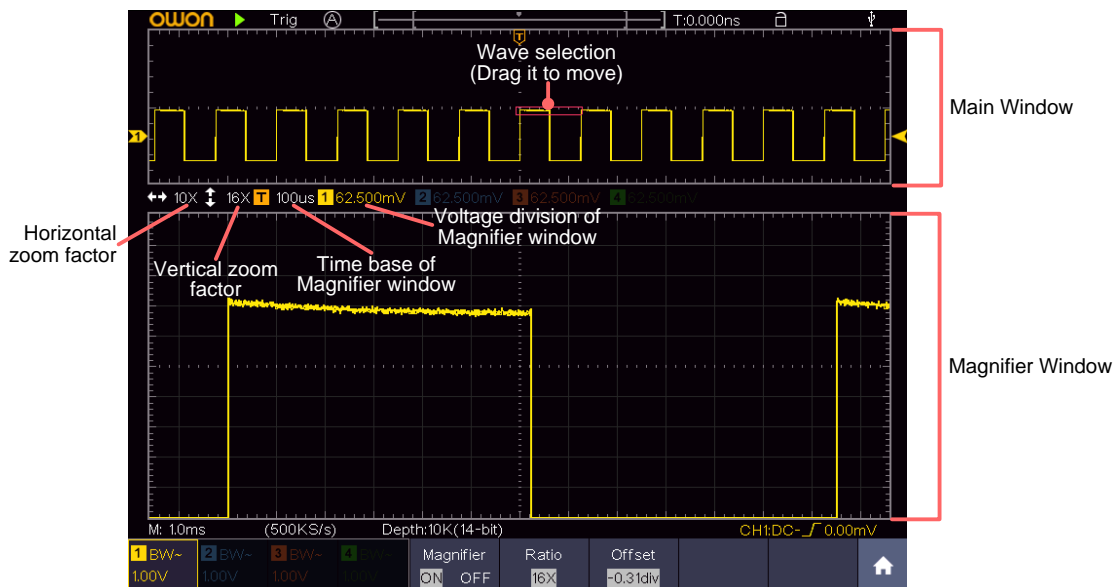 OWON Trig A T:0.000ns
T
Wave selection
(Drag it to move)
Main Window
1
10X 16X T 100us 1 62.500mV 2 62.500mV 3 62.500mV 4 62.500mV
Horizontal
zoom factor
Vertical zoom
factor
Time base of
Magnifier window
Voltage division of
Magnifier window
Magnifier Window
M: 1.0ms (500KS/s) Depth:10K(14-bit) CH1:DC- 0.00mV
1 BW~ 2 BW~ 3 BW~ 4 BW~ Magnifier Ratio Offset
1.00V 1.00V 1.00V 1.00V ON OFF 16X -0.31div